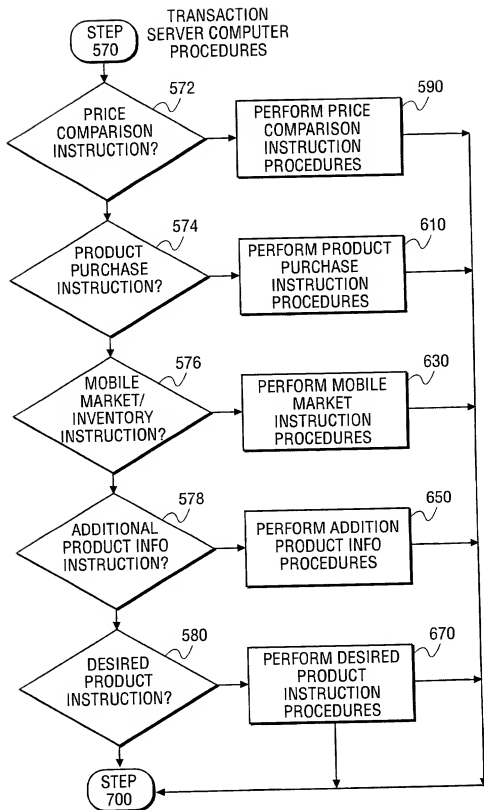 TRANSACTION
SERVER COMPUTER
PROCEDURES
STEP
570
572
PRICE
COMPARISON
INSTRUCTION?
590
PERFORM PRICE
COMPARISON
INSTRUCTION
PROCEDURES
574
PRODUCT
PURCHASE
INSTRUCTION?
610
PERFORM PRODUCT
PURCHASE
INSTRUCTION
PROCEDURES
576
MOBILE
MARKET/
INVENTORY
INSTRUCTION?
630
PERFORM MOBILE
MARKET
INSTRUCTION
PROCEDURES
578
ADDITIONAL
PRODUCT INFO
INSTRUCTION?
650
PERFORM ADDITION
PRODUCT INFO
PROCEDURES
580
DESIRED
PRODUCT
INSTRUCTION?
670
PERFORM DESIRED
PRODUCT
INSTRUCTION
PROCEDURES
STEP
700